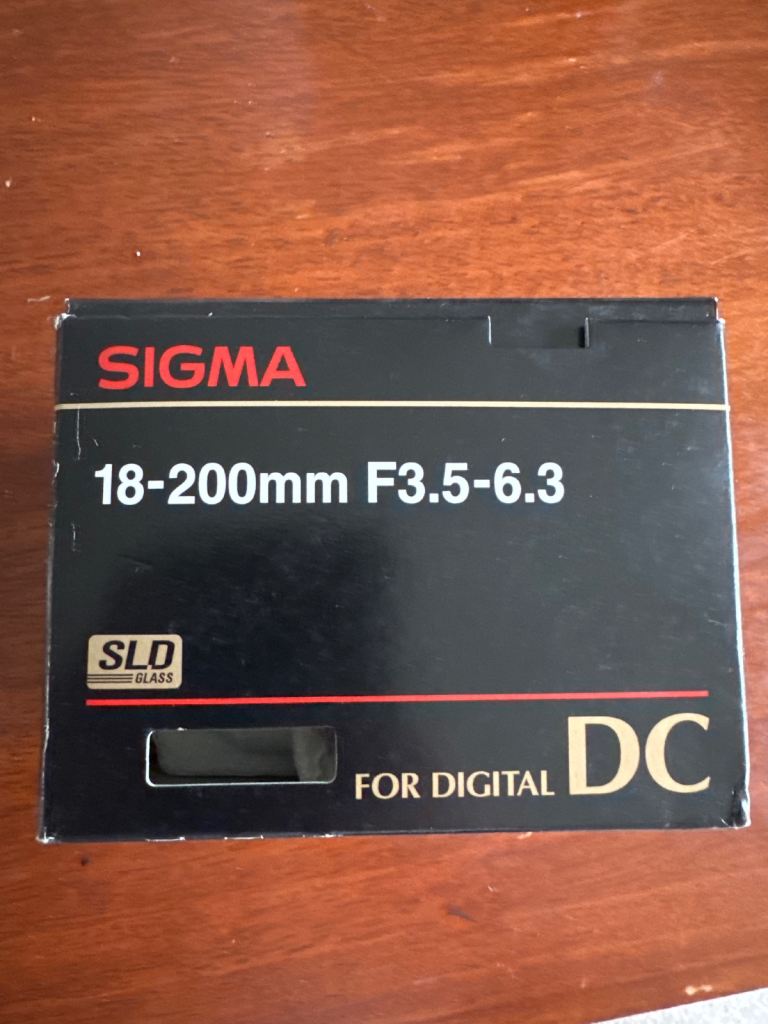 SIGMA
18-200mm F3.5-6.3
SLD
GLASS
FOR DIGITAL DC